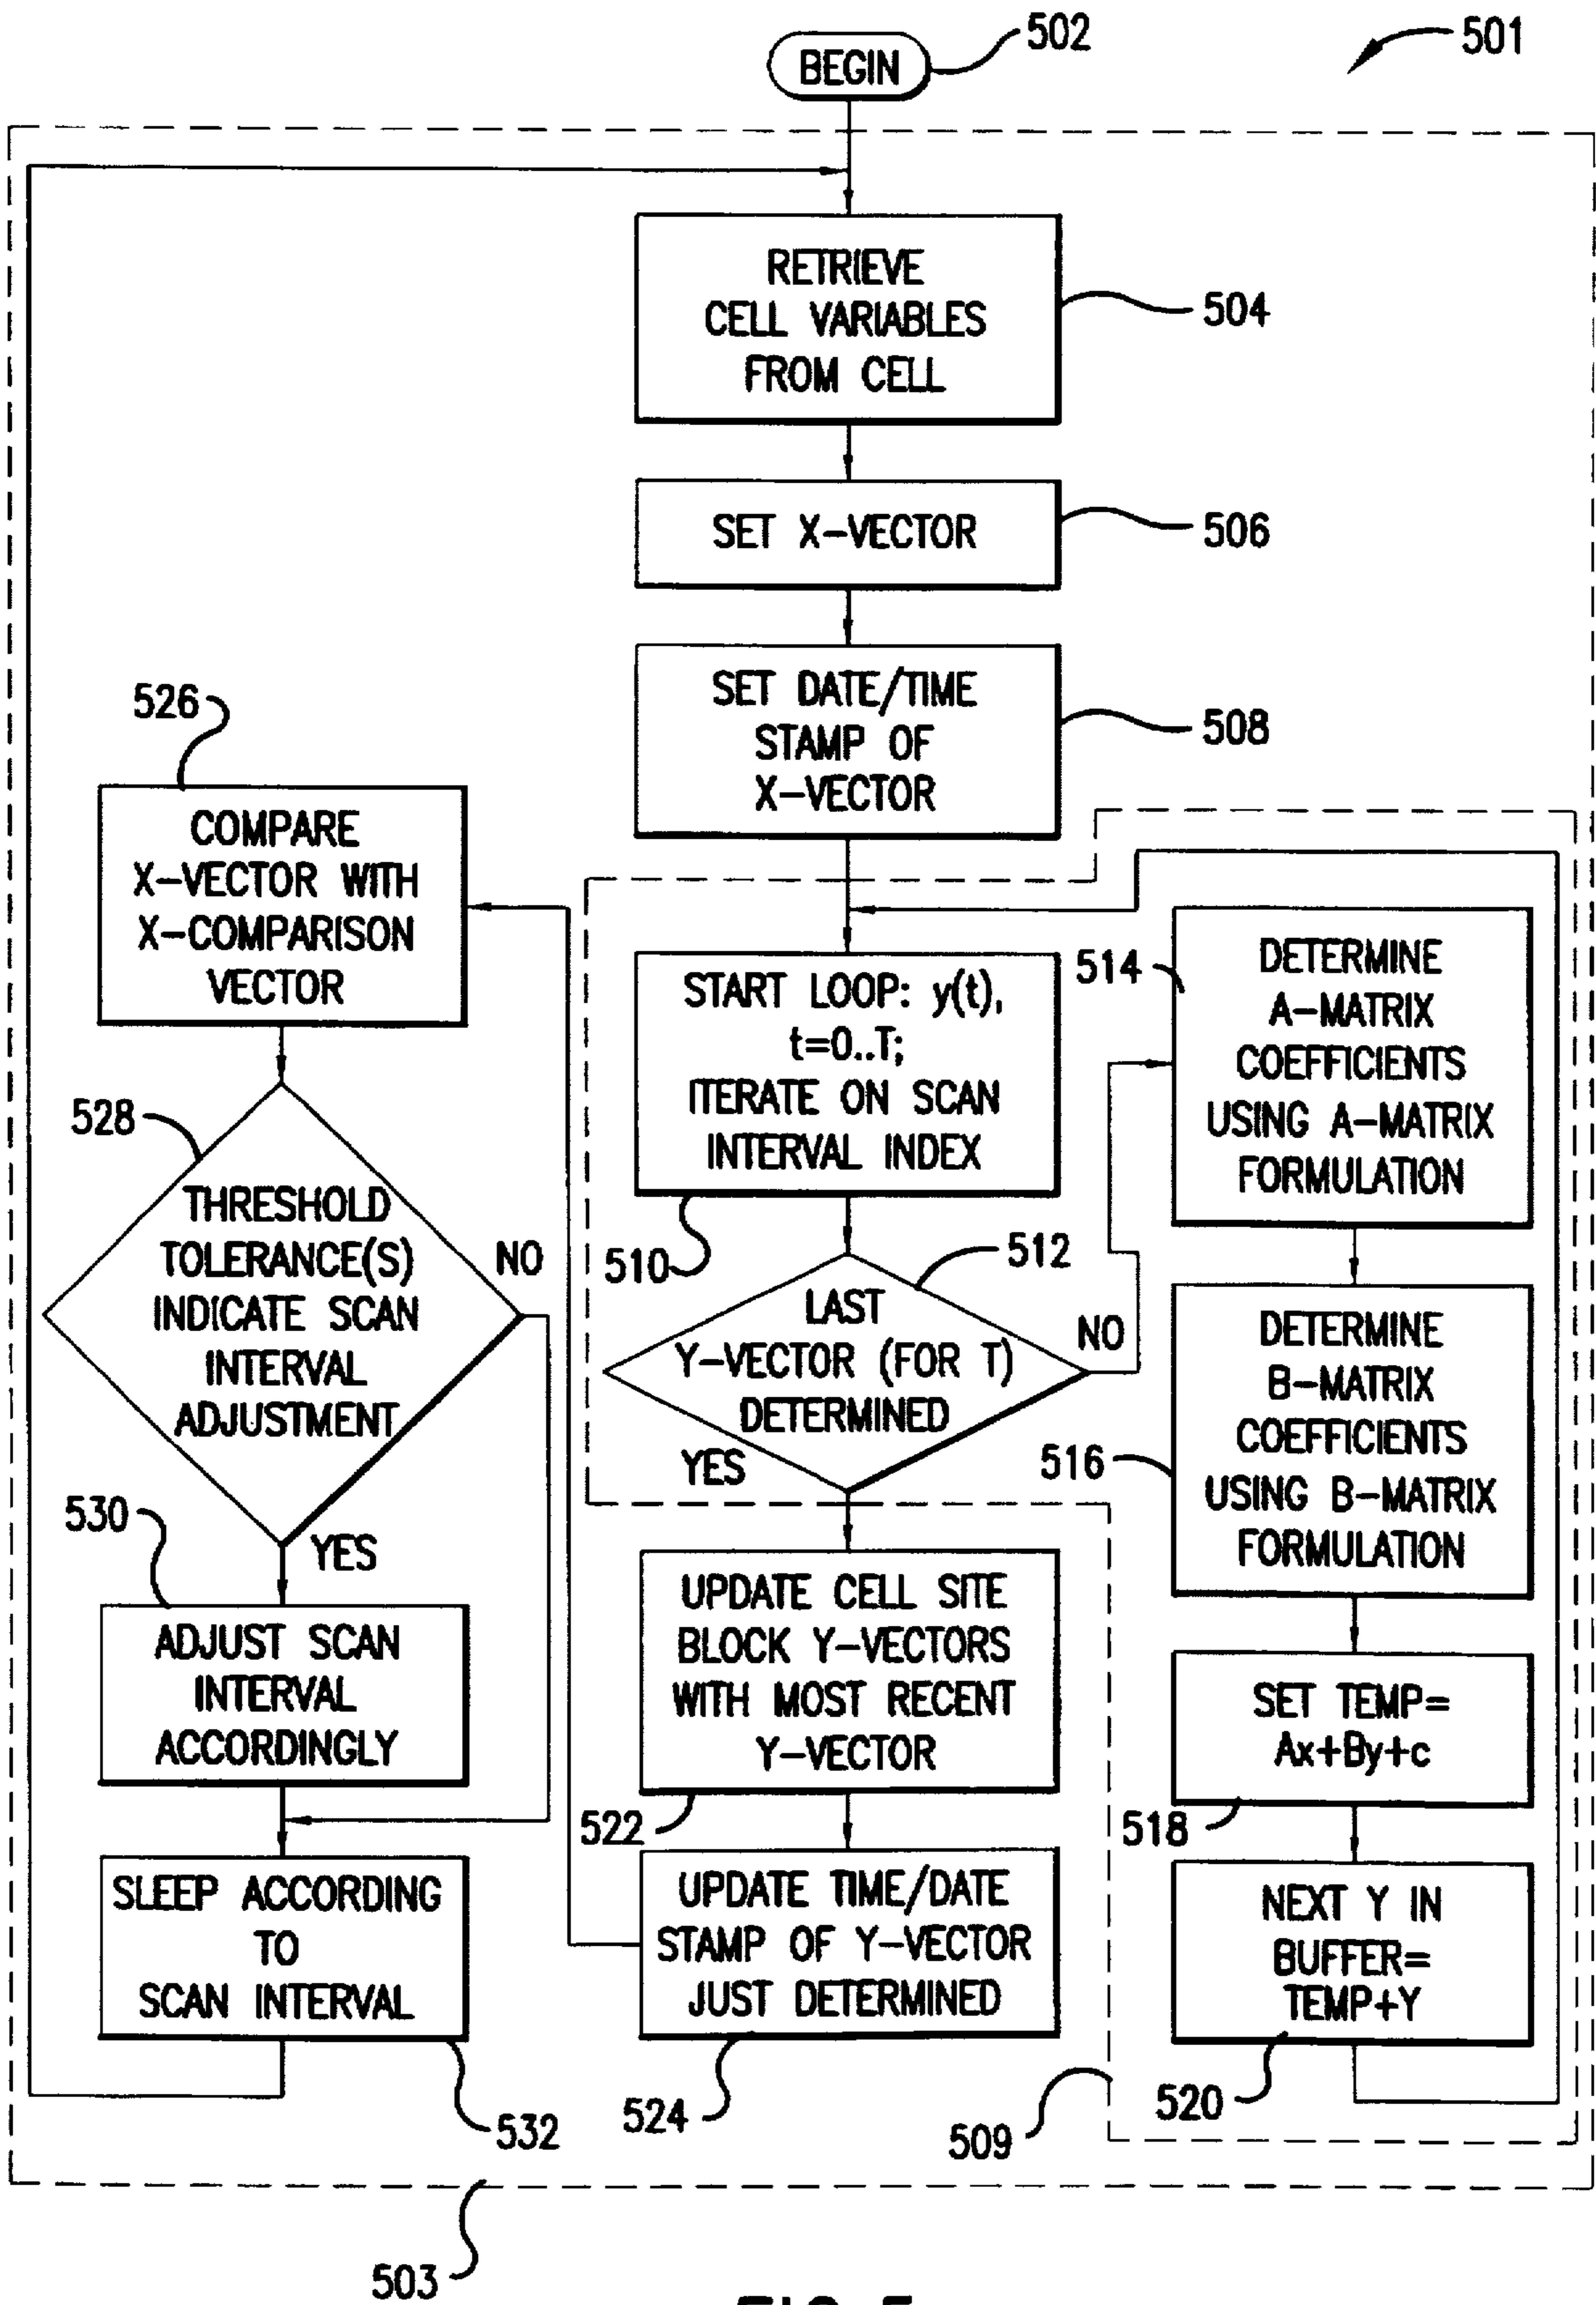 501
502
BEGIN
RETRIEVE
CELL VARIABLES
FROM CELL
504
SET X-VECTOR
506
SET DATE/TIME
STAMP OF
X-VECTOR
508
START LOOP: y(t),
t=0..T;
ITERATE ON SCAN
INTERVAL INDEX
510
512
LAST
Y-VECTOR (FOR T)
DETERMINED
NO
YES
514
DETERMINE
A-MATRIX
COEFFICIENTS
USING A-MATRIX
FORMULATION
516
DETERMINE
B-MATRIX
COEFFICIENTS
USING B-MATRIX
FORMULATION
SET TEMP=
Ax+By+c
518
NEXT Y IN
BUFFER=
TEMP+Y
520
509
UPDATE CELL SITE
BLOCK Y-VECTORS
WITH MOST RECENT
Y-VECTOR
522
UPDATE TIME/DATE
STAMP OF Y-VECTOR
JUST DETERMINED
524
526
COMPARE
X-VECTOR WITH
X-COMPARISON
VECTOR
528
THRESHOLD
TOLERANCE(S)
INDICATE SCAN
INTERVAL
ADJUSTMENT
NO
YES
530
ADJUST SCAN
INTERVAL
ACCORDINGLY
SLEEP ACCORDING
TO
SCAN INTERVAL
532
503